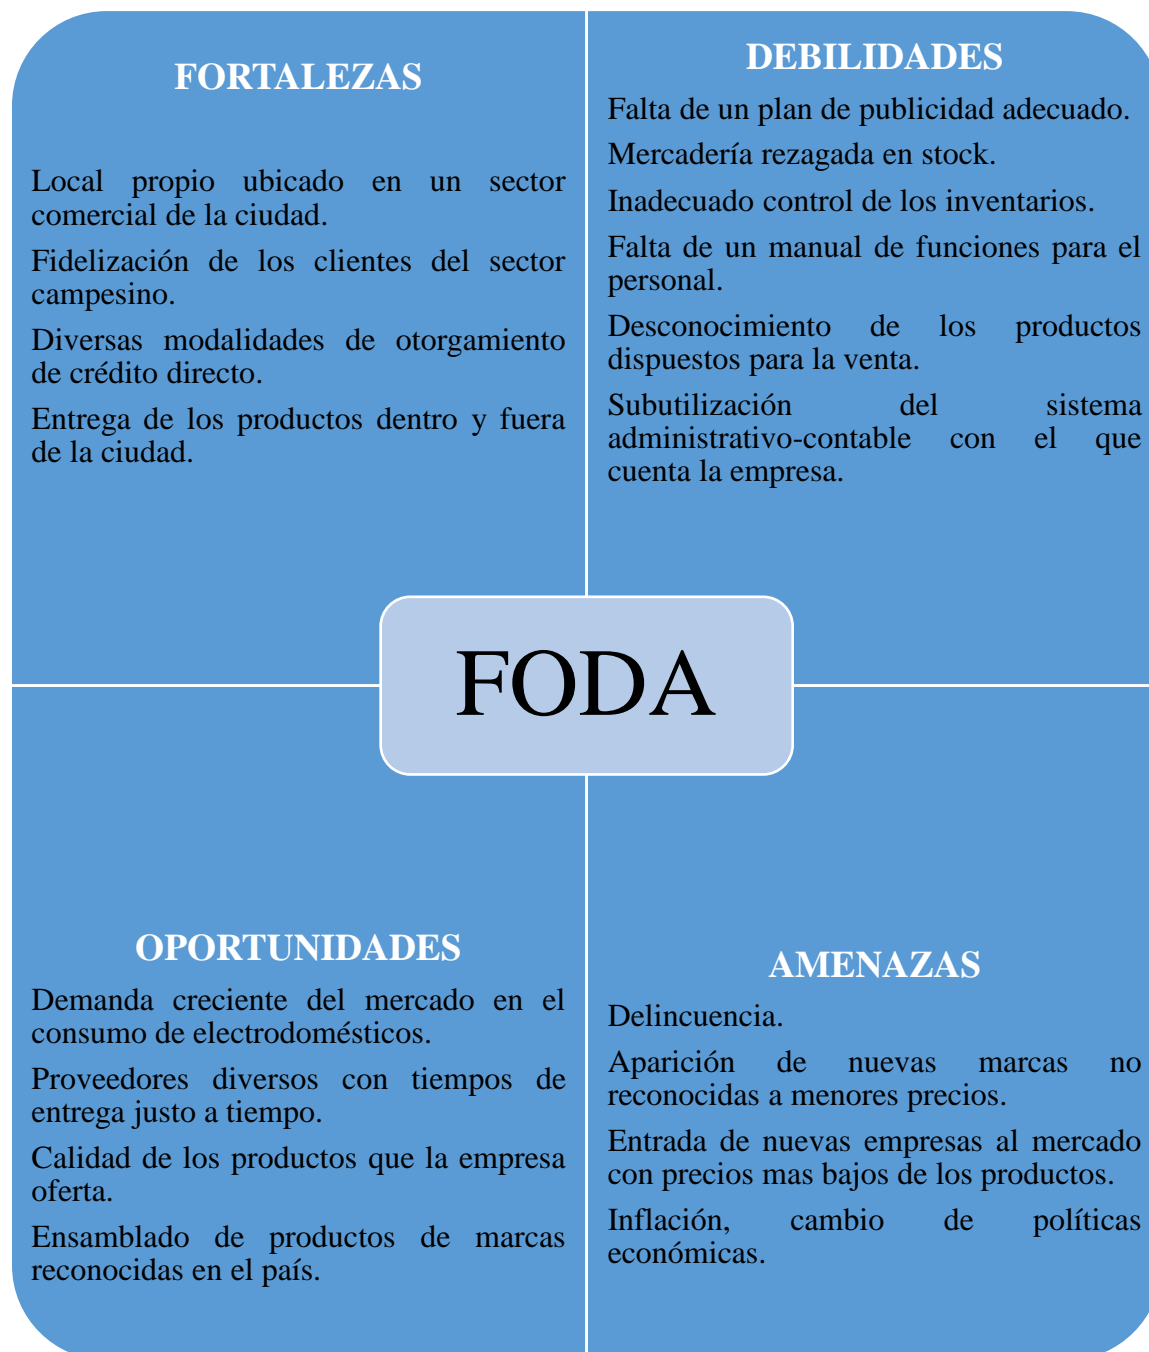 FORTALEZAS
Local propio ubicado en un sector
comercial de la ciudad.
Fidelización de los clientes del sector
campesino.
Diversas modalidades de otorgamiento
de crédito directo.
Entrega de los productos dentro y fuera
de la ciudad.
DEBILIDADES
Falta de un plan de publicidad adecuado.
Mercadería rezagada en stock.
Inadecuado control de los inventarios.
Falta de un manual de funciones para el
personal.
Desconocimiento de los productos
dispuestos para la venta.
Subutilización del sistema
administrativo-contable con el que
cuenta la empresa.
FODA
OPORTUNIDADES
Demanda creciente del mercado en el
consumo de electrodomésticos.
Proveedores diversos con tiempos de
entrega justo a tiempo.
Calidad de los productos que la empresa
oferta.
Ensamblado de productos de marcas
reconocidas en el país.
AMENAZAS
Delincuencia.
Aparición de nuevas marcas no
reconocidas a menores precios.
Entrada de nuevas empresas al mercado
con precios mas bajos de los productos.
Inflación, cambio de políticas
económicas.